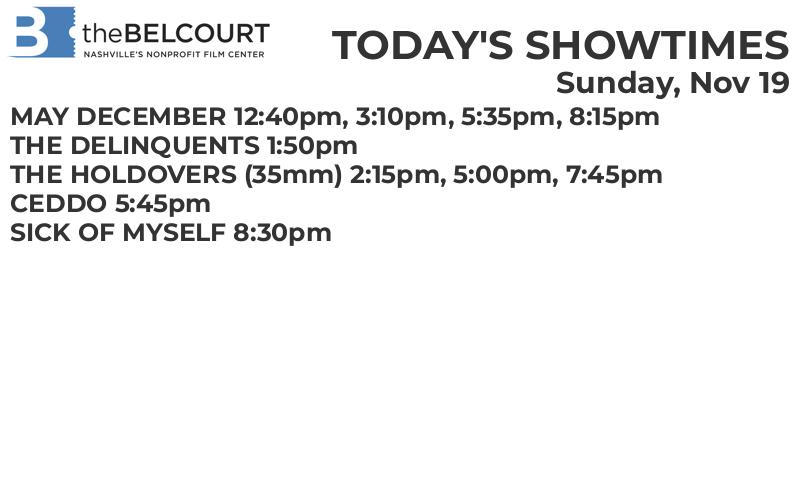 B theBELCOURT
NASHVILLE'S NONPROFIT FILM CENTER
TODAY'S SHOWTIMES
Sunday, Nov 19
MAY DECEMBER 12:40pm, 3:10pm, 5:35pm, 8:15pm
THE DELINQUENTS 1:50pm
THE HOLDOVERS (35mm) 2:15pm, 5:00pm, 7:45pm
CEDDO 5:45pm
SICK OF MYSELF 8:30pm